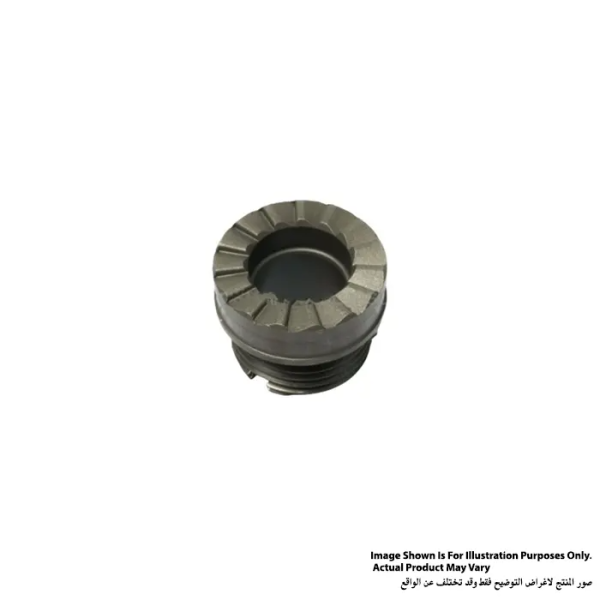 Image Shown Is For Illustration Purposes Only.
Actual Product May Vary
صور المنتج لاغراض التوضيح فقط وقد تختلف عن الواقع